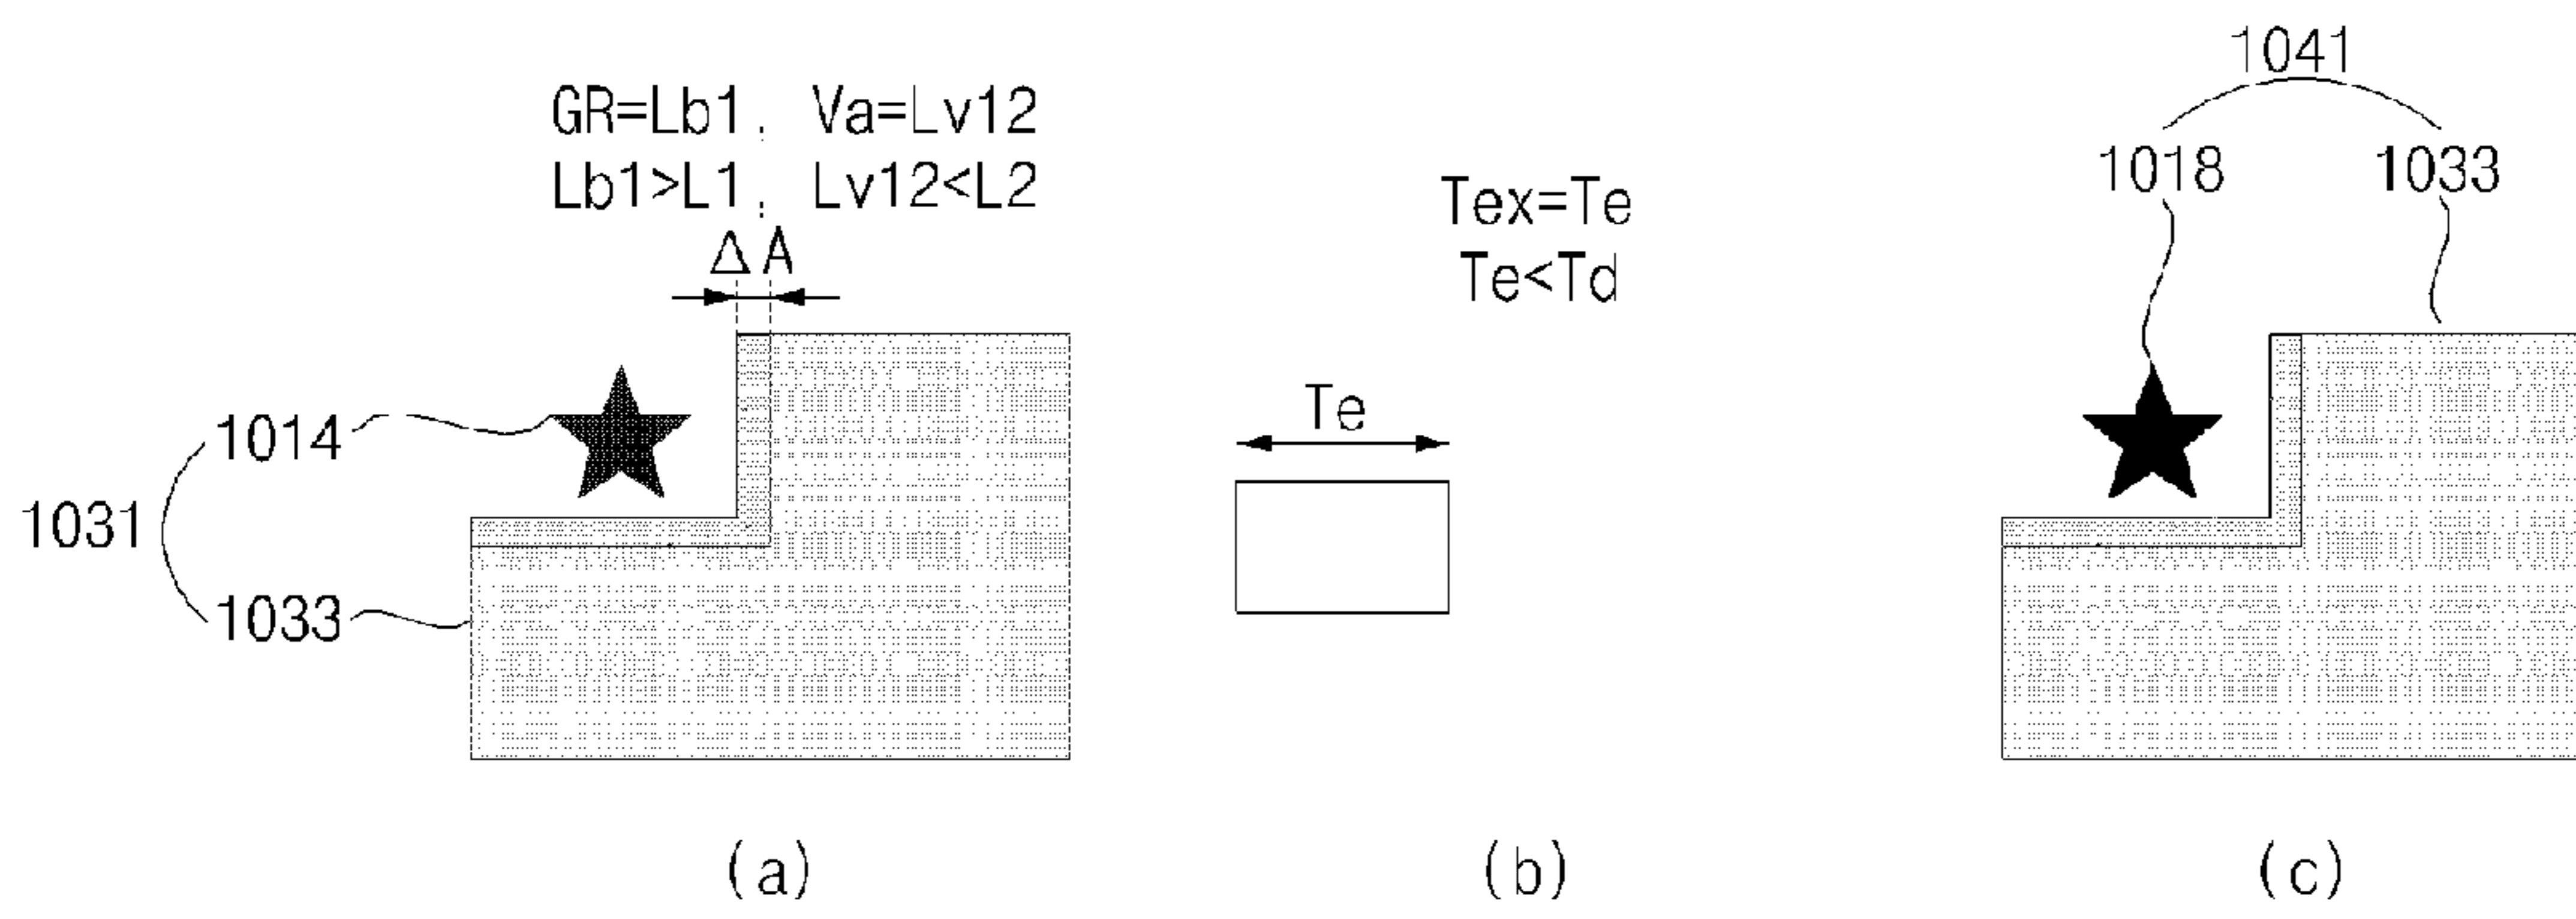 1041
GR=Lb1, Va=Lv12
1018 1033
Lb1>L1, Lv12<L2
Tex=Te
ΔA
Te<Td
Te
1014
1031
1033
(a) (b) (c)